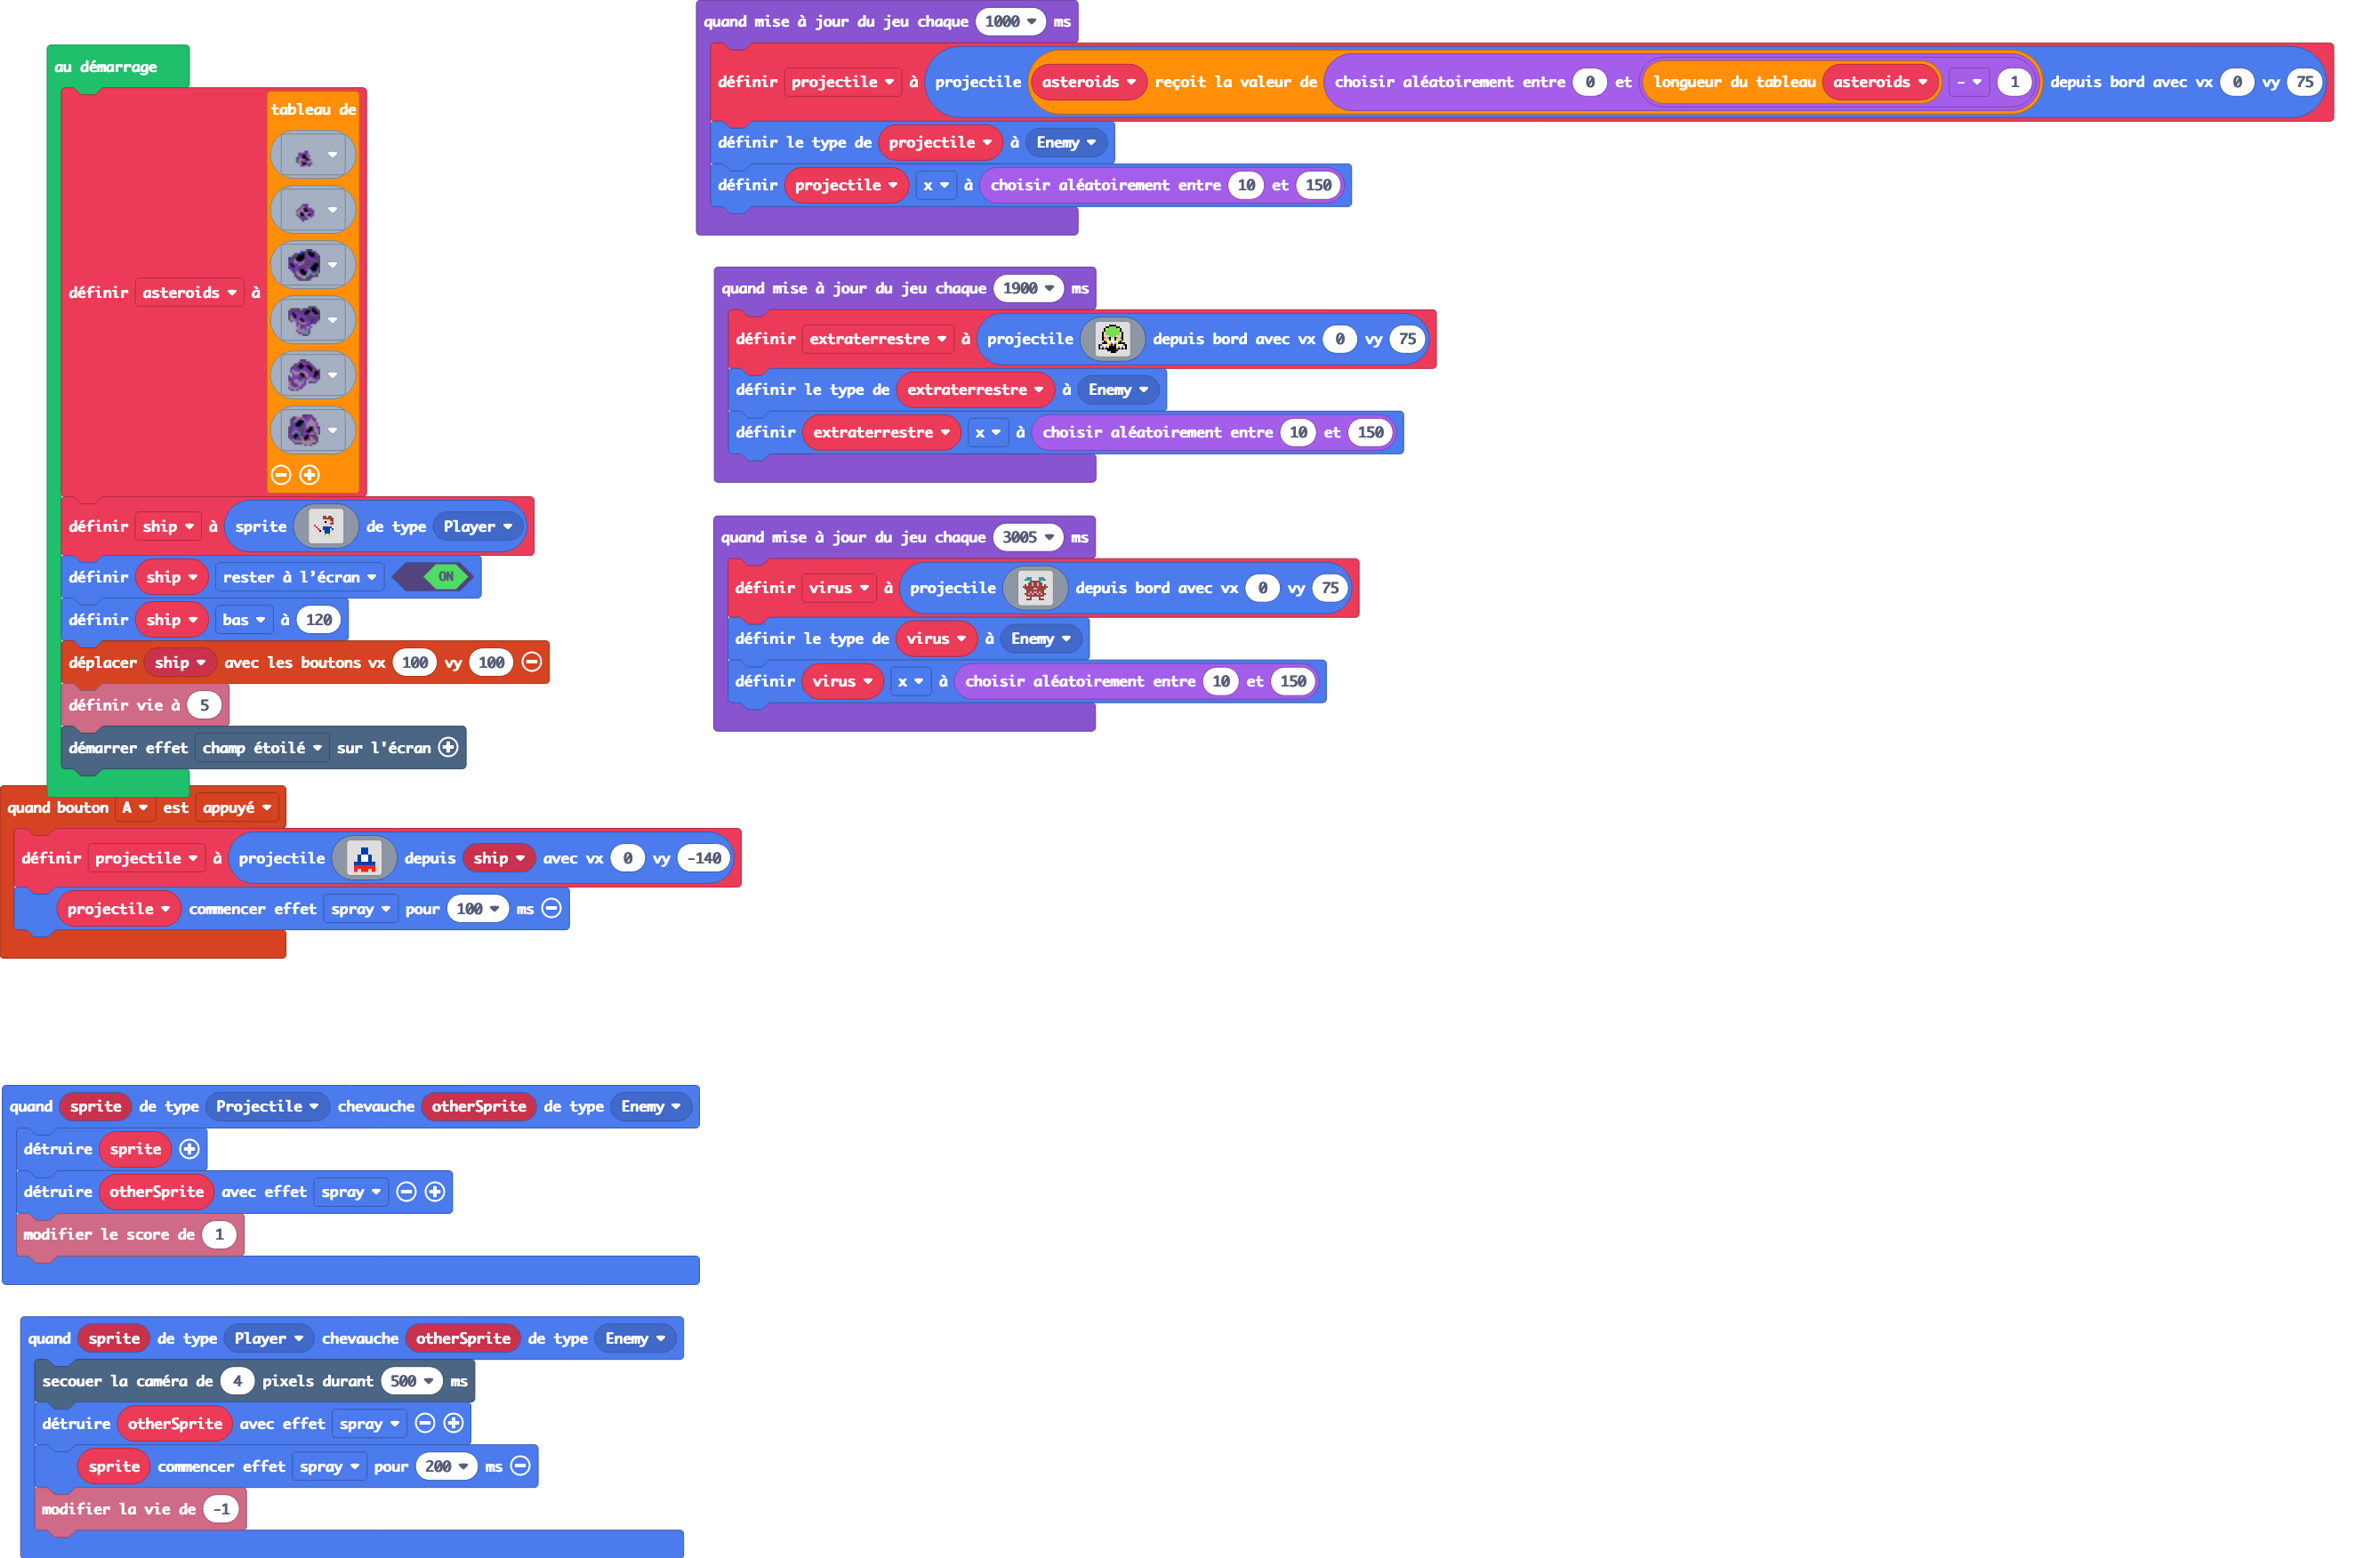 au démarrage
tableau de
définir asteroids à
définir ship à sprite de type Player
définir ship rester à l’écran ON
définir ship bas à 120
déplacer ship avec les boutons vx 100 vy 100
définir vie à 5
démarrer effet champ étoilé sur l'écran
quand bouton A est appuyé
définir projectile à projectile depuis ship avec vx 0 vy -140
projectile commencer effet spray pour 100 ms
quand sprite de type Projectile chevauche otherSprite de type Enemy
détruire sprite
détruire otherSprite avec effet spray
modifier le score de 1
quand sprite de type Player chevauche otherSprite de type Enemy
secouer la caméra de 4 pixels durant 500 ms
détruire otherSprite avec effet spray
sprite commencer effet spray pour 200 ms
modifier la vie de -1
quand mise à jour du jeu chaque 1000 ms
définir projectile à projectile asteroids reçoit la valeur de choisir aléatoirement entre 0 et longueur du tableau asteroids - 1 depuis bord avec vx 0 vy 75
définir le type de projectile à Enemy
définir projectile x à choisir aléatoirement entre 10 et 150
quand mise à jour du jeu chaque 1900 ms
définir extraterrestre à projectile depuis bord avec vx 0 vy 75
définir le type de extraterrestre à Enemy
définir extraterrestre x à choisir aléatoirement entre 10 et 150
quand mise à jour du jeu chaque 3005 ms
définir virus à projectile depuis bord avec vx 0 vy 75
définir le type de virus à Enemy
définir virus x à choisir aléatoirement entre 10 et 150